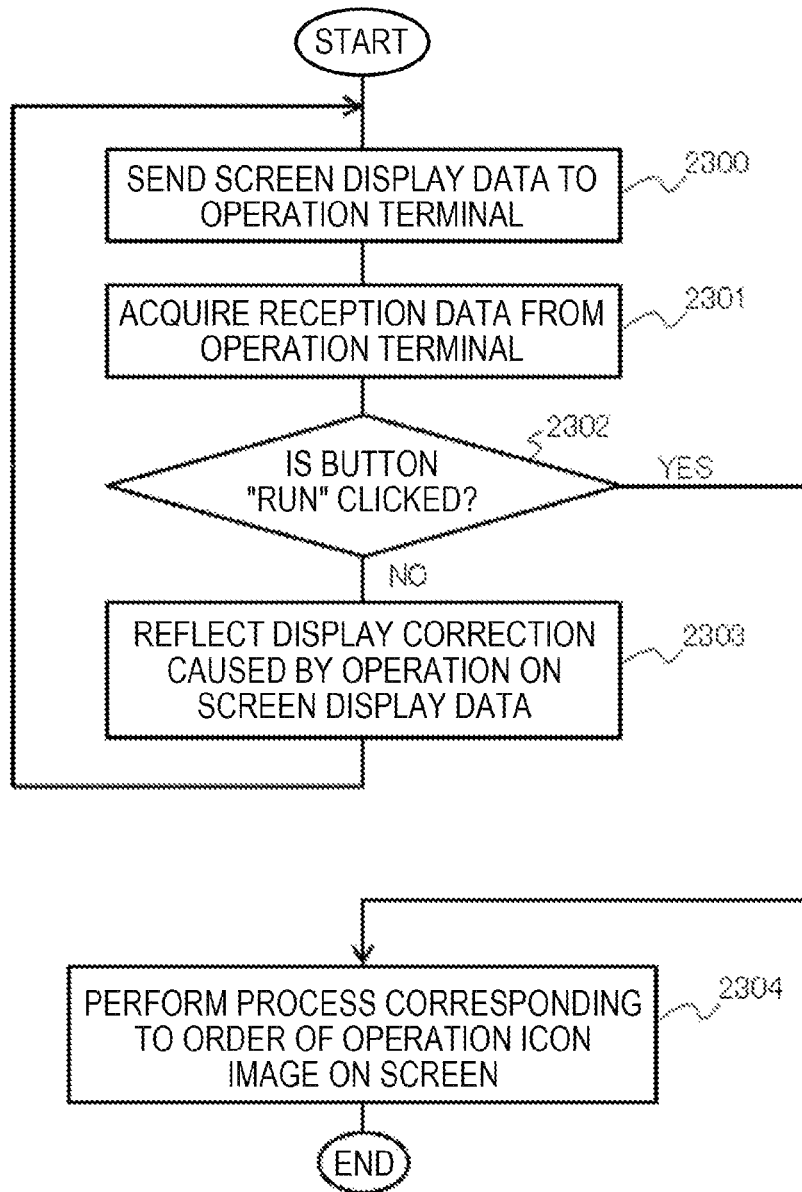 START
SEND SCREEN DISPLAY DATA TO
OPERATION TERMINAL
2300
ACQUIRE RECEPTION DATA FROM
OPERATION TERMINAL
2301
IS BUTTON
"RUN" CLICKED?
2302
YES
NO
REFLECT DISPLAY CORRECTION
CAUSED BY OPERATION ON
SCREEN DISPLAY DATA
2303
PERFORM PROCESS CORRESPONDING
TO ORDER OF OPERATION ICON
IMAGE ON SCREEN
2304
END